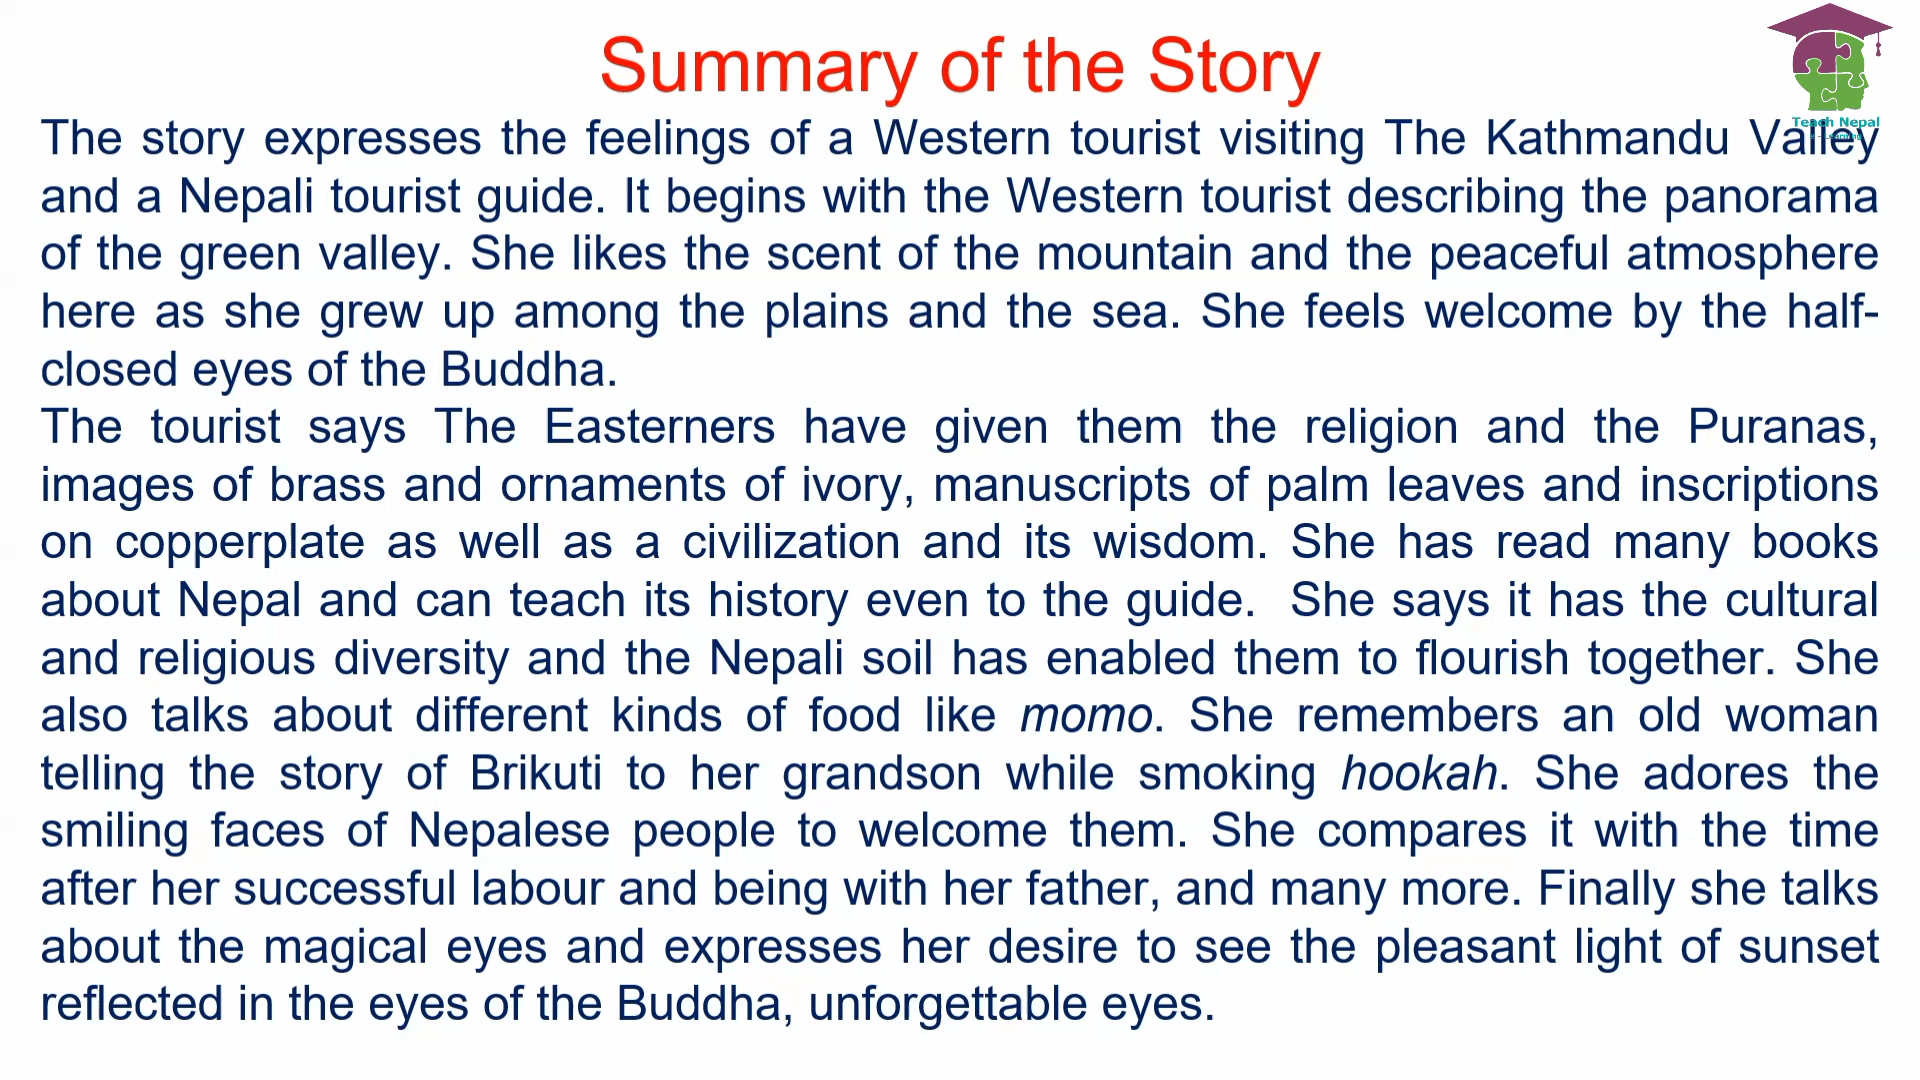 Summary of the Story
Teach Nepal
The story expresses the feelings of a Western tourist visiting The Kathmandu Valley
and a Nepali tourist guide. It begins with the Western tourist describing the panorama
of the green valley. She likes the scent of the mountain and the peaceful atmosphere
here as she grew up among the plains and the sea. She feels welcome by the half-
closed eyes of the Buddha.
The tourist says The Easterners have given them the religion and the Puranas,
images of brass and ornaments of ivory, manuscripts of palm leaves and inscriptions
on copperplate as well as a civilization and its wisdom. She has read many books
about Nepal and can teach its history even to the guide.  She says it has the cultural
and religious diversity and the Nepali soil has enabled them to flourish together. She
also talks about different kinds of food like momo. She remembers an old woman
telling the story of Brikuti to her grandson while smoking hookah. She adores the
smiling faces of Nepalese people to welcome them. She compares it with the time
after her successful labour and being with her father, and many more. Finally she talks
about the magical eyes and expresses her desire to see the pleasant light of sunset
reflected in the eyes of the Buddha, unforgettable eyes.